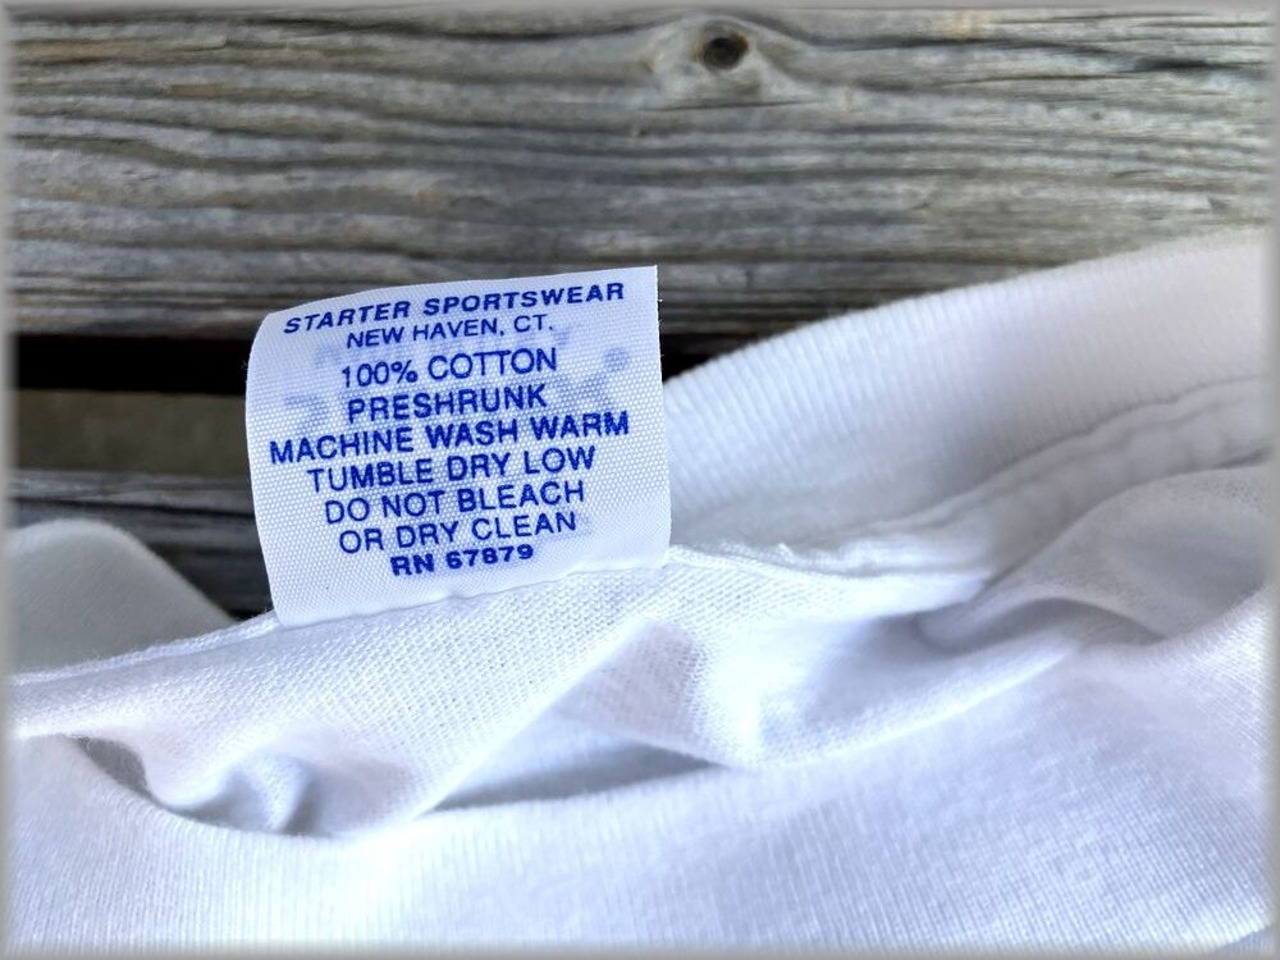 STARTER SPORTSWEAR
NEW HAVEN, CT.
100% COTTON
PRESHRUNK
MACHINE WASH WARM
TUMBLE DRY LOW
DO NOT BLEACH
OR DRY CLEAN
RN 67879